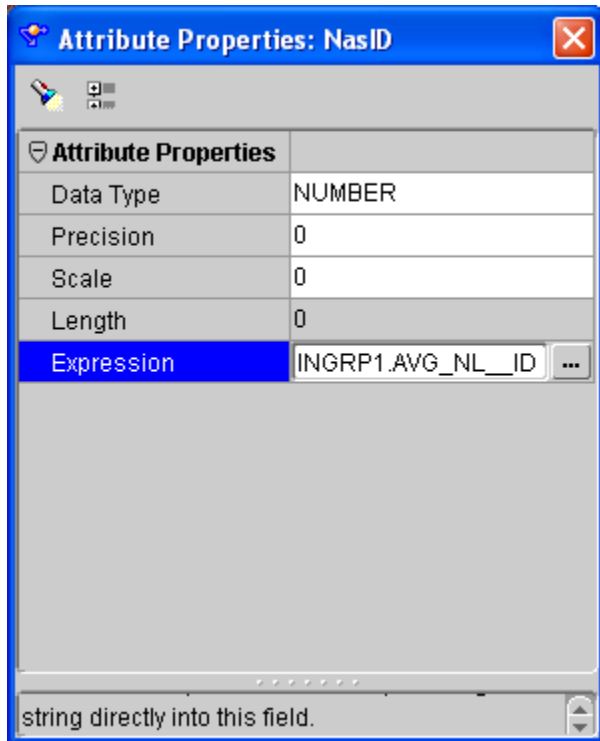 Attribute Properties: NasID
Attribute Properties
Data Type NUMBER
Precision 0
Scale 0
Length 0
Expression INGRP1.AVG_NL__ID ...
string directly into this field.